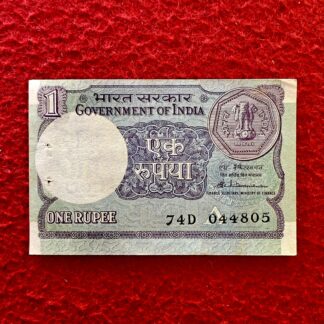 1
भारत सरकार
GOVERNMENT OF INDIA
एक
रुपया
ONE RUPEE
74D 044805